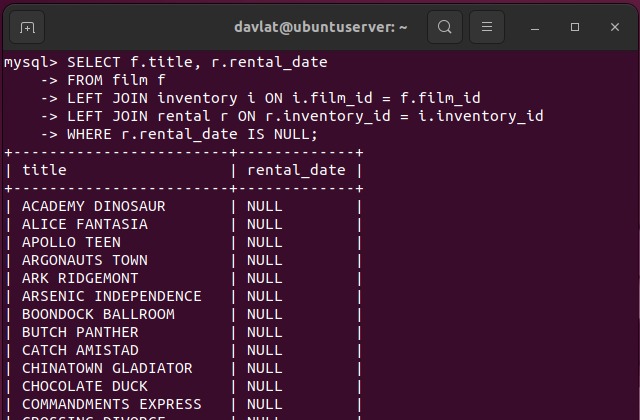 davlat@ubuntuserver: ~
mysql> SELECT f.title, r.rental_date
    -> FROM film f
    -> LEFT JOIN inventory i ON i.film_id = f.film_id
    -> LEFT JOIN rental r ON r.inventory_id = i.inventory_id
    -> WHERE r.rental_date IS NULL;
+------------------------+-------------+
| title                  | rental_date |
+------------------------+-------------+
| ACADEMY DINOSAUR       | NULL        |
| ALICE FANTASIA         | NULL        |
| APOLLO TEEN            | NULL        |
| ARGONAUTS TOWN         | NULL        |
| ARK RIDGEMONT          | NULL        |
| ARSENIC INDEPENDENCE   | NULL        |
| BOONDOCK BALLROOM      | NULL        |
| BUTCH PANTHER          | NULL        |
| CATCH AMISTAD          | NULL        |
| CHINATOWN GLADIATOR    | NULL        |
| CHOCOLATE DUCK         | NULL        |
| COMMANDMENTS EXPRESS   | NULL        |
| CROSSING DIVORCE       | NULL        |